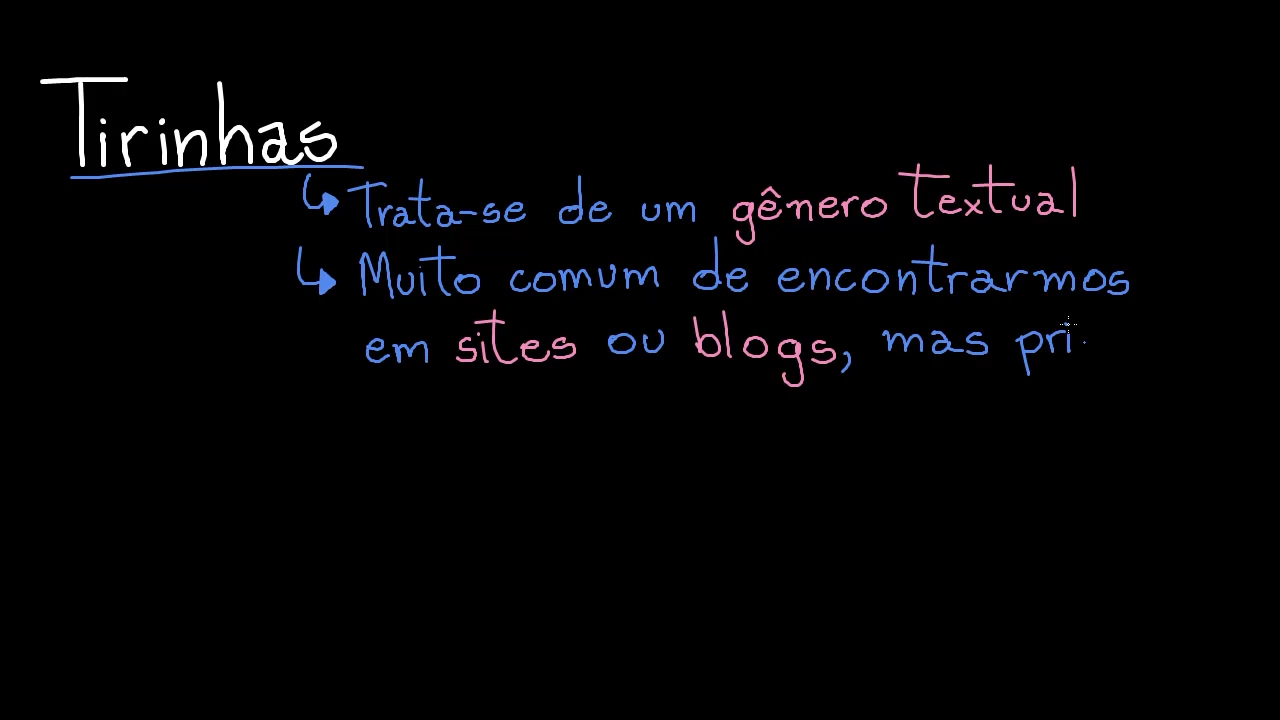 Tirinhas
Trata-se de um gênero textual
Muito comum de encontrarmos
em sites ou blogs, mas pri